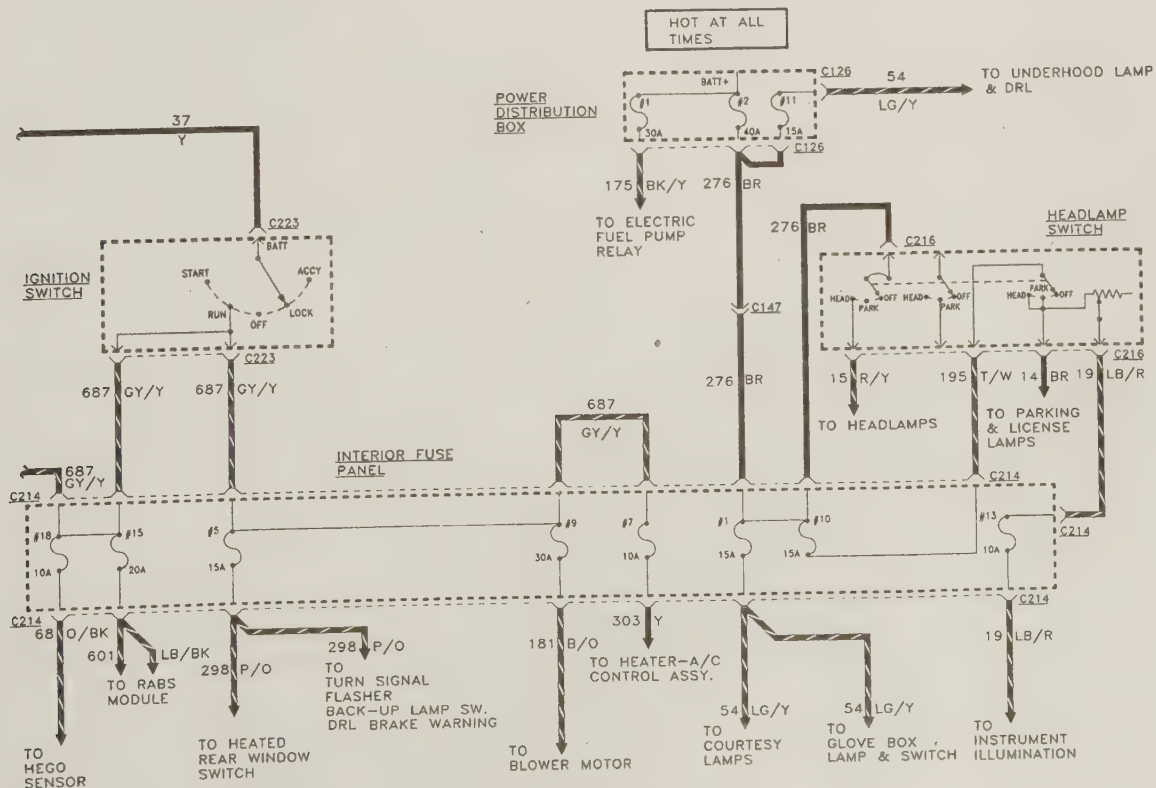 HOT AT ALL
TIMES
POWER
DISTRIBUTION
BOX
BATT+
#1
30A
#2
40A
#11
15A
C126
54
LG/Y
TO UNDERHOOD LAMP
& DRL
C126
175 BK/Y
276 BR
TO ELECTRIC
FUEL PUMP
RELAY
37
Y
C223
IGNITION
SWITCH
BATT
START
ACCY
RUN
OFF
LOCK
C223
687 GY/Y
687 GY/Y
C147
276 BR
276 BR
HEADLAMP
SWITCH
C216
HEAD
PARK
OFF
HEAD
PARK
OFF
HEAD
PARK
OFF
C216
15 R/Y
195 T/W
14 BR
19 LB/R
TO HEADLAMPS
TO PARKING
& LICENSE
LAMPS
687
GY/Y
INTERIOR FUSE
PANEL
687
GY/Y
C214
C214
C214
#18
10A
#15
20A
#5
15A
#9
30A
#7
10A
#1
15A
#10
15A
#13
10A
C214
C214
68 O/BK
601
LB/BK
TO RABS
MODULE
TO
HEGO
SENSOR
298 P/O
298 P/O
TO
TURN SIGNAL
FLASHER
BACK-UP LAMP SW.
DRL BRAKE WARNING
TO HEATED
REAR WINDOW
SWITCH
181 B/O
TO
BLOWER MOTOR
303 Y
TO HEATER-A/C
CONTROL ASSY.
54 LG/Y
TO
COURTESY
LAMPS
54 LG/Y
TO
GLOVE BOX
LAMP & SWITCH
19 LB/R
TO
INSTRUMENT
ILLUMINATION